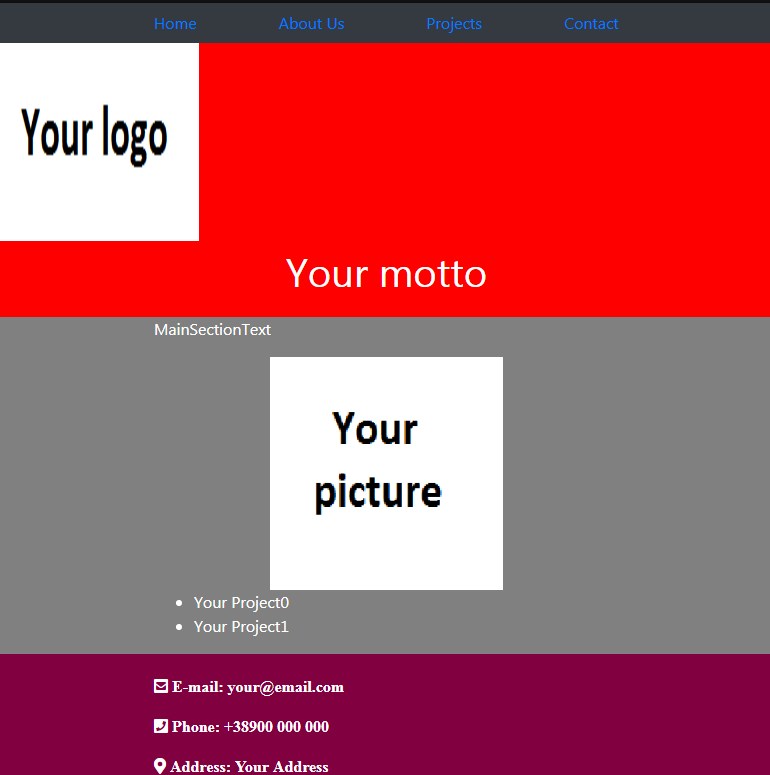 Home About Us Projects Contact
Your logo
Your motto
MainSectionText
Your
picture
• Your Project0
• Your Project1
E-mail: your@email.com
Phone: +38900 000 000
Address: Your Address